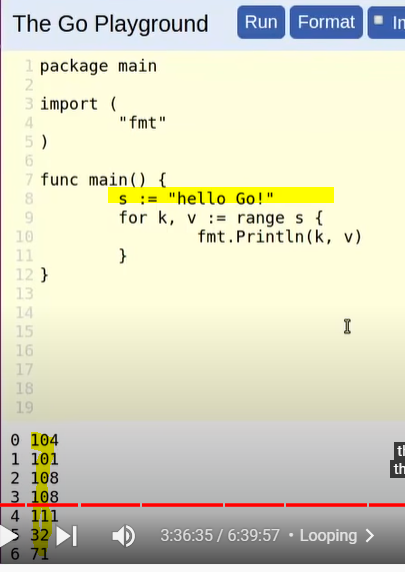 The Go Playground Run Format
1 package main
2
3 import (
4 "fmt"
5 )
6
7 func main() {
8 s := "hello Go!"
9 for k, v := range s {
10 fmt.Println(k, v)
11 }
12 }
13
14
15
16
17
18
19
0 104
1 101
2 108
3 108
4 111
5 32
6 71
3:36:35 / 6:39:57 • Looping